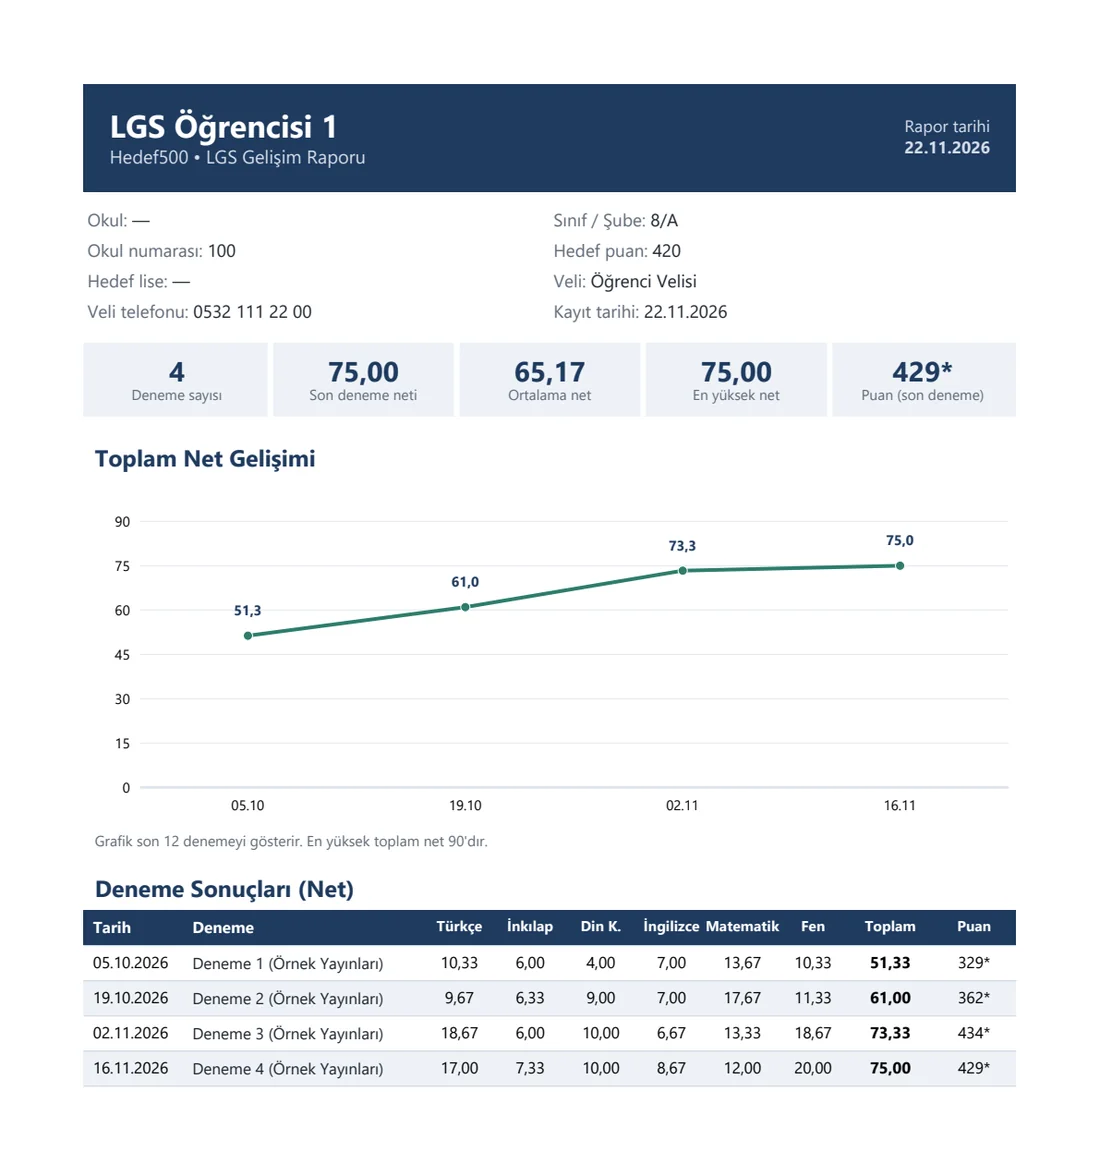 LGS Öğrencisi 1
Hedef500 • LGS Gelişim Raporu
Rapor tarihi
22.11.2026
Okul: —
Sınıf / Şube: 8/A
Okul numarası: 100
Hedef puan: 420
Hedef lise: —
Veli: Öğrenci Velisi
Veli telefonu: 0532 111 22 00
Kayıt tarihi: 22.11.2026
4
Deneme sayısı
75,00
Son deneme neti
65,17
Ortalama net
75,00
En yüksek net
429*
Puan (son deneme)
Toplam Net Gelişimi
90
75
60
45
30
15
0
51,3
61,0
73,3
75,0
05.10 19.10 02.11 16.11
Grafik son 12 denemeyi gösterir. En yüksek toplam net 90'dır.
Deneme Sonuçları (Net)
Tarih Deneme Türkçe İnkılap Din K. İngilizce Matematik Fen Toplam Puan
05.10.2026 Deneme 1 (Örnek Yayınları) 10,33 6,00 4,00 7,00 13,67 10,33 51,33 329*
19.10.2026 Deneme 2 (Örnek Yayınları) 9,67 6,33 9,00 7,00 17,67 11,33 61,00 362*
02.11.2026 Deneme 3 (Örnek Yayınları) 18,67 6,00 10,00 6,67 13,33 18,67 73,33 434*
16.11.2026 Deneme 4 (Örnek Yayınları) 17,00 7,33 10,00 8,67 12,00 20,00 75,00 429*